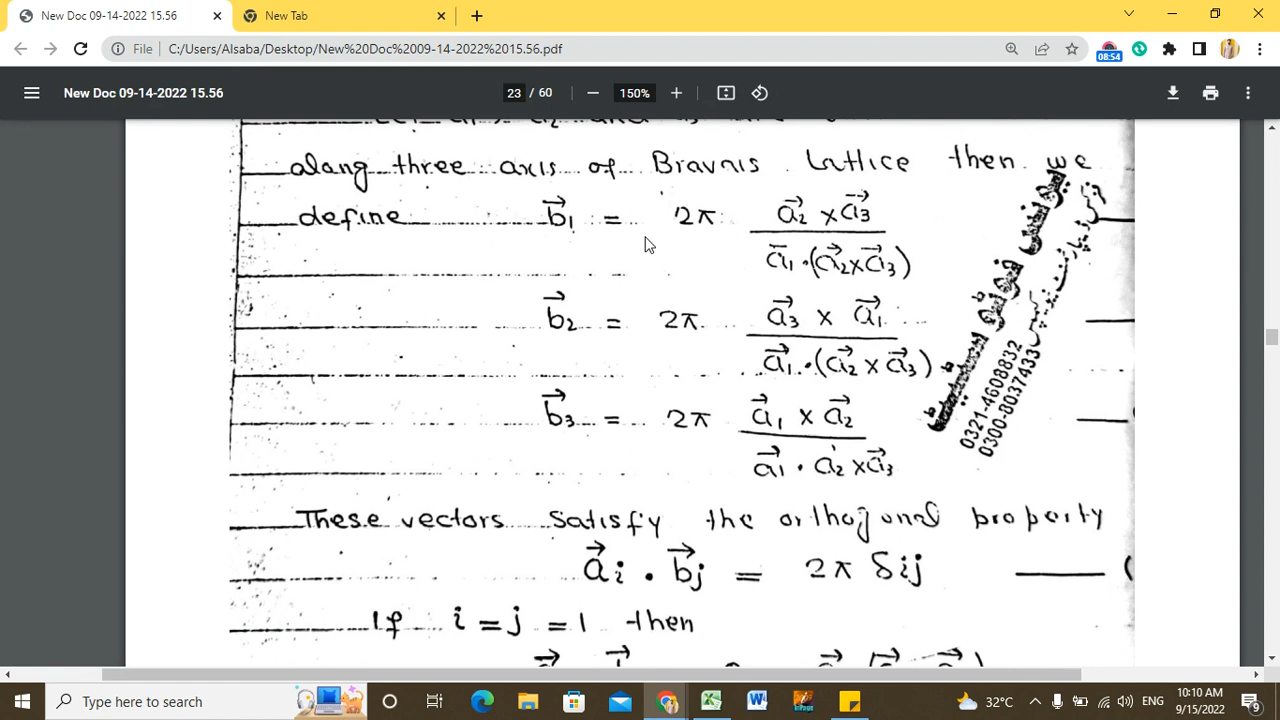 New Doc 09-14-2022 15.56
New Tab
File
C:/Users/Alsaba/Desktop/New%20Doc%2009-14-2022%2015.56.pdf
08:54
New Doc 09-14-2022 15.56
23 / 60
150%
along three axis of Bravais Lattice then we
define b⃗1 = 2π (a⃗2 × a⃗3) / (a⃗1 · (a⃗2 × a⃗3))
b⃗2 = 2π (a⃗3 × a⃗1) / (a⃗1 · (a⃗2 × a⃗3))
b⃗3 = 2π (a⃗1 × a⃗2) / (a⃗1 · a⃗2 × a⃗3)
0321-4608832
0300-8037433
These vectors satisfy the orthogonal property
a⃗i · b⃗j = 2π δij
If i = j = 1 then
Type here to search
32°C
ENG
10:10 AM
9/15/2022
9